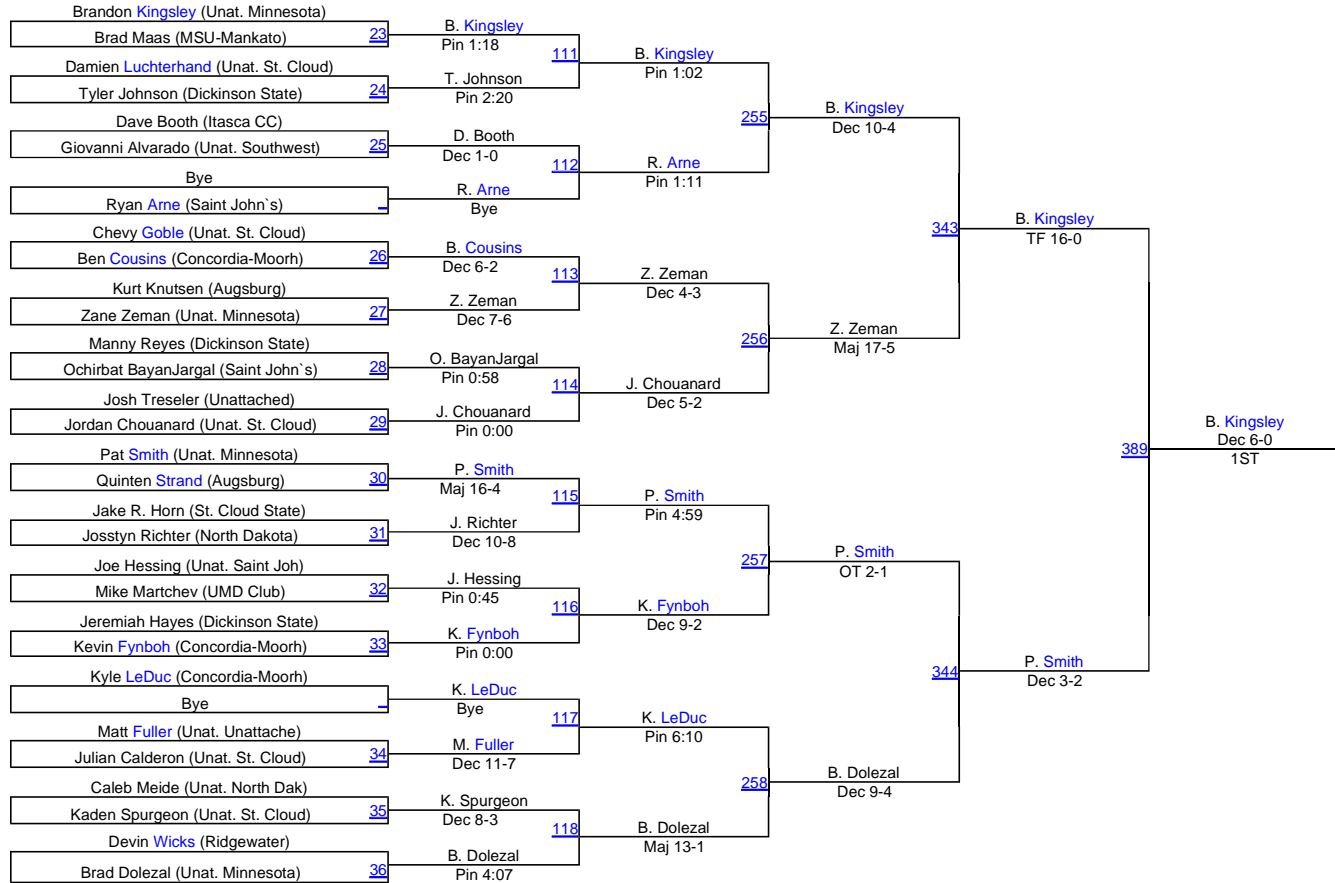 Brandon Kingsley (Unat. Minnesota)
Brad Maas (MSU-Mankato)
23
Damien Luchterhand (Unat. St. Cloud)
Tyler Johnson (Dickinson State)
24
Dave Booth (Itasca CC)
Giovanni Alvarado (Unat. Southwest)
25
Bye
Ryan Arne (Saint John`s)
Chevy Goble (Unat. St. Cloud)
Ben Cousins (Concordia-Moorh)
26
Kurt Knutsen (Augsburg)
Zane Zeman (Unat. Minnesota)
27
Manny Reyes (Dickinson State)
Ochirbat BayanJargal (Saint John`s)
28
Josh Treseler (Unattached)
Jordan Chouanard (Unat. St. Cloud)
29
Pat Smith (Unat. Minnesota)
Quinten Strand (Augsburg)
30
Jake R. Horn (St. Cloud State)
Josstyn Richter (North Dakota)
31
Joe Hessing (Unat. Saint Joh)
Mike Martchev (UMD Club)
32
Jeremiah Hayes (Dickinson State)
Kevin Fynboh (Concordia-Moorh)
33
Kyle LeDuc (Concordia-Moorh)
Bye
Matt Fuller (Unat. Unattache)
Julian Calderon (Unat. St. Cloud)
34
Caleb Meide (Unat. North Dak)
Kaden Spurgeon (Unat. St. Cloud)
35
Devin Wicks (Ridgewater)
Brad Dolezal (Unat. Minnesota)
36
B. Kingsley
Pin 1:18
111
T. Johnson
Pin 2:20
D. Booth
Dec 1-0
112
R. Arne
Bye
B. Cousins
Dec 6-2
113
Z. Zeman
Dec 7-6
O. BayanJargal
Pin 0:58
114
J. Chouanard
Pin 0:00
P. Smith
Maj 16-4
115
J. Richter
Dec 10-8
J. Hessing
Pin 0:45
116
K. Fynboh
Pin 0:00
K. LeDuc
Bye
117
M. Fuller
Dec 11-7
K. Spurgeon
Dec 8-3
118
B. Dolezal
Pin 4:07
B. Kingsley
Pin 1:02
255
R. Arne
Pin 1:11
Z. Zeman
Dec 4-3
256
J. Chouanard
Dec 5-2
P. Smith
Pin 4:59
257
K. Fynboh
Dec 9-2
K. LeDuc
Pin 6:10
258
B. Dolezal
Maj 13-1
B. Kingsley
Dec 10-4
343
Z. Zeman
Maj 17-5
P. Smith
OT 2-1
344
B. Dolezal
Dec 9-4
B. Kingsley
TF 16-0
389
P. Smith
Dec 3-2
B. Kingsley
Dec 6-0
1ST